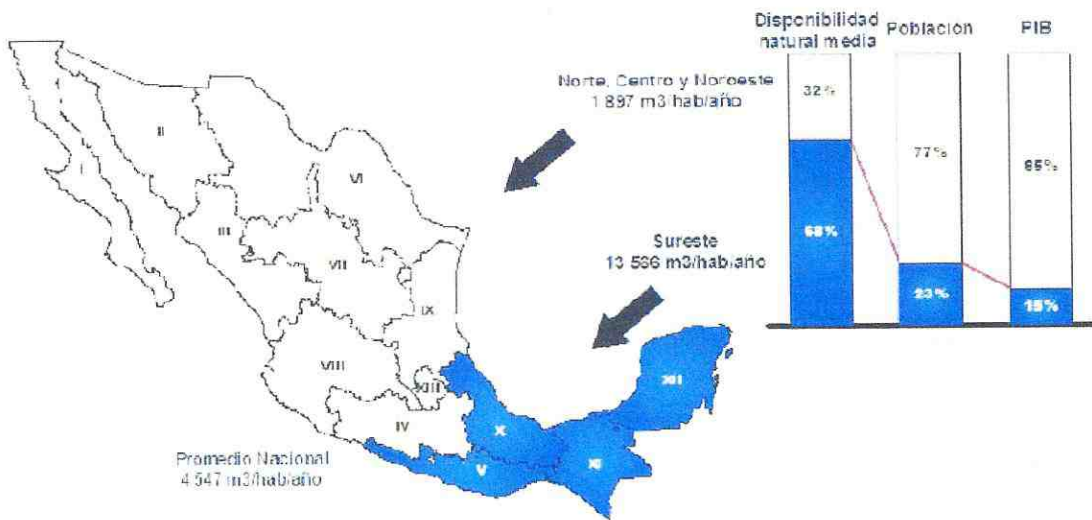 Disponibilidad
natural media
Población
PIB
32%
77%
85%
68%
23%
15%
Norte, Centro y Noroeste
1 897 m3/hab/año
Sureste
13 566 m3/hab/año
Promedio Nacional
4 547 m3/hab/año
I
II
III
VI
VII
IX
VIII
XIII
IV
X
V
XI
XII